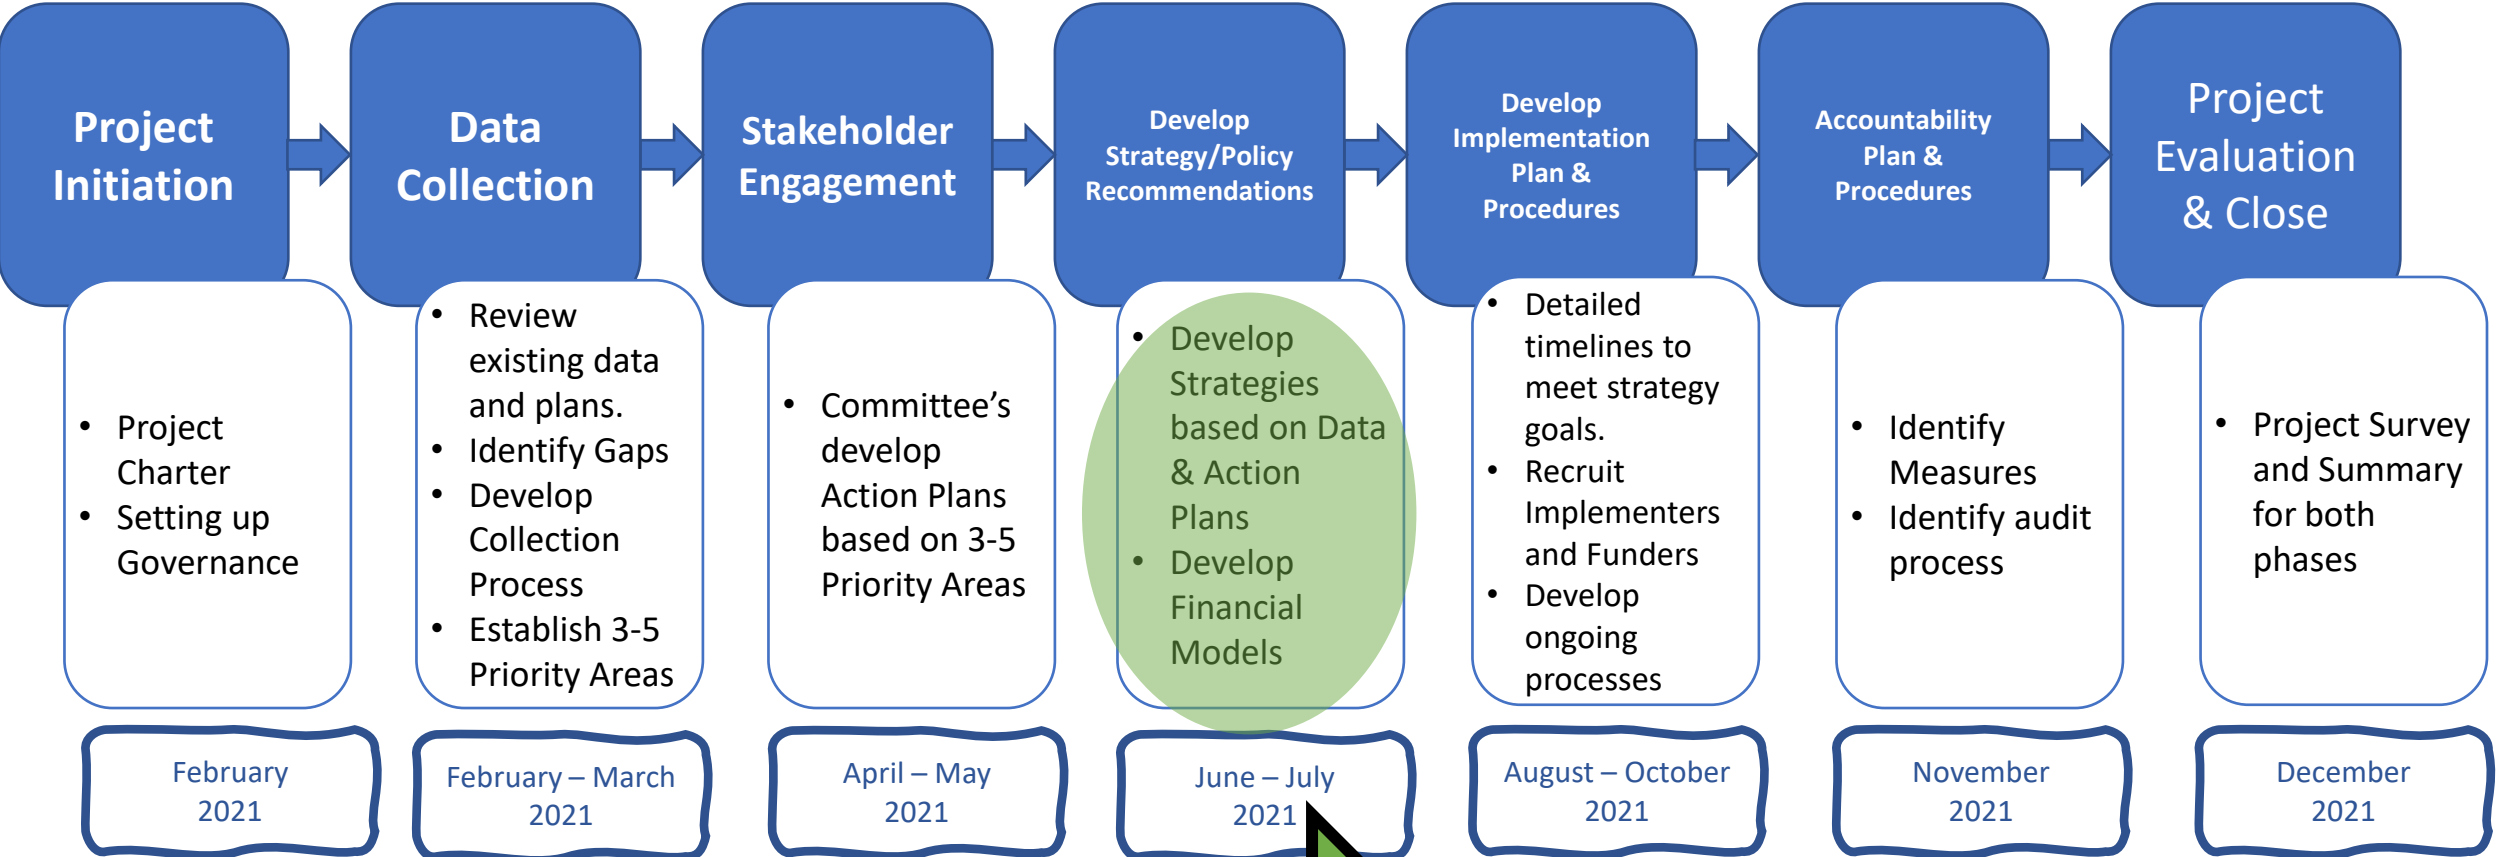 Project
Initiation
Data
Collection
Stakeholder
Engagement
Develop
Strategy/Policy
Recommendations
Develop
Implementation
Plan &
Procedures
Accountability
Plan &
Procedures
Project
Evaluation
& Close
• Project
Charter
• Setting up
Governance
• Review
existing data
and plans.
• Identify Gaps
• Develop
Collection
Process
• Establish 3-5
Priority Areas
• Committee’s
develop
Action Plans
based on 3-5
Priority Areas
• Develop
Strategies
based on Data
& Action
Plans
• Develop
Financial
Models
• Detailed
timelines to
meet strategy
goals.
• Recruit
Implementers
and Funders
• Develop
ongoing
processes
• Identify
Measures
• Identify audit
process
• Project Survey
and Summary
for both
phases
February
2021
February – March
2021
April – May
2021
June – July
2021
August – October
2021
November
2021
December
2021